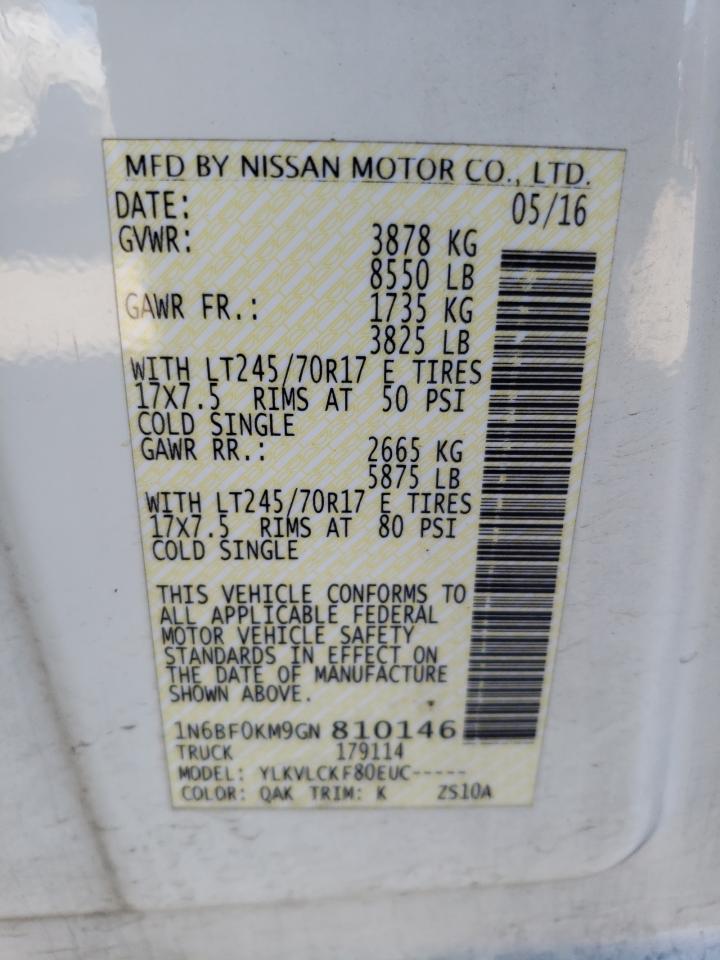 MFD BY NISSAN MOTOR CO., LTD.
DATE: 05/16
GVWR: 3878 KG
8550 LB
GAWR FR.: 1735 KG
3825 LB
WITH LT245/70R17 E TIRES
17X7.5 RIMS AT 50 PSI
COLD SINGLE
GAWR RR.: 2665 KG
5875 LB
WITH LT245/70R17 E TIRES
17X7.5 RIMS AT 80 PSI
COLD SINGLE
THIS VEHICLE CONFORMS TO
ALL APPLICABLE FEDERAL
MOTOR VEHICLE SAFETY
STANDARDS IN EFFECT ON
THE DATE OF MANUFACTURE
SHOWN ABOVE.
1N6BF0KM9GN 810146
TRUCK 179114
MODEL: YLKVLCKF80EUC-----
COLOR: QAK TRIM: K ZS10A